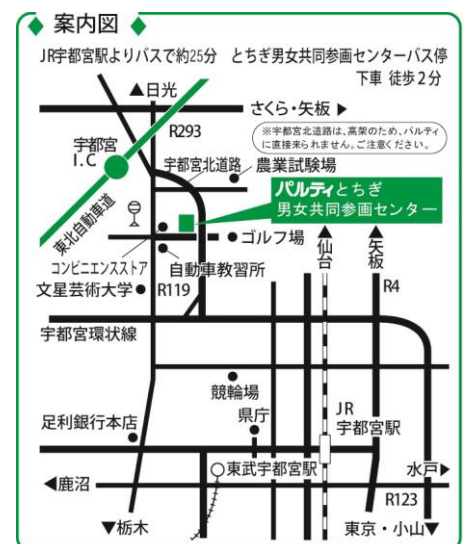 ◆ 案内図 ◆
JR宇都宮駅よりバスで約25分 とちぎ男女共同参画センターバス停
下車 徒歩2分
▲日光
さくら・矢板▶
R293
※宇都宮北道路は、高架のため、パルティ
に直接来られません。ご注意ください。
宇都宮
I.C
宇都宮北道路
農業試験場
東北自動車道
パルティとちぎ
男女共同参画センター
ゴルフ場
コンビニエンスストア
自動車教習所
▲仙台
▲矢板
文星芸術大学
R119
R4
宇都宮環状線
競輪場
県庁
JR
宇都宮駅
足利銀行本店
東武宇都宮駅
水戸▶
◀鹿沼
R123
▼栃木
東京・小山▼